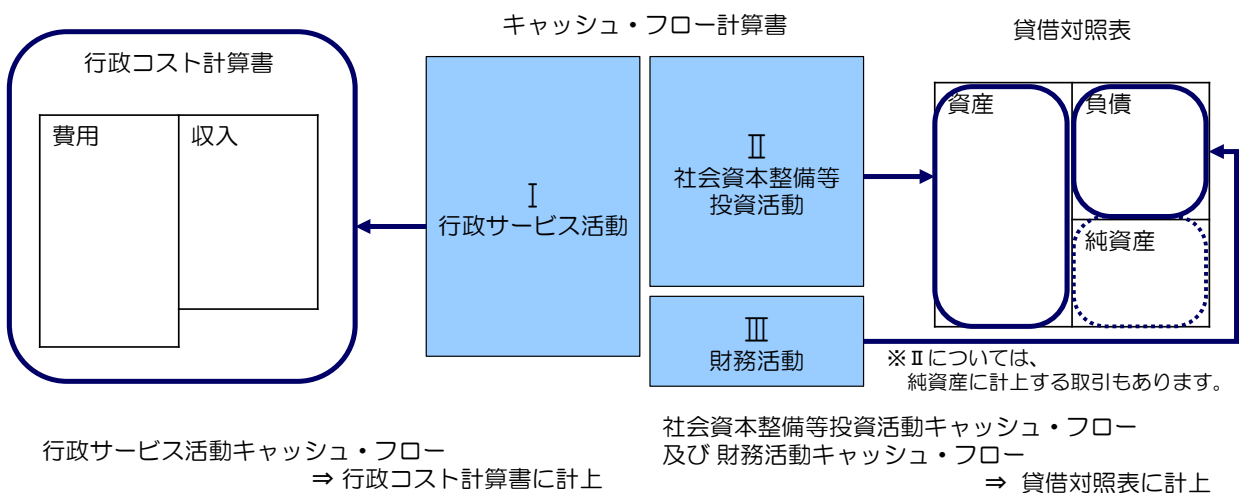 キャッシュ・フロー計算書
行政コスト計算書
費用
収入
Ⅰ
行政サービス活動
Ⅱ
社会資本整備等
投資活動
Ⅲ
財務活動
貸借対照表
資産
負債
純資産
※Ⅱについては、
純資産に計上する取引もあります。
行政サービス活動キャッシュ・フロー
⇒ 行政コスト計算書に計上
社会資本整備等投資活動キャッシュ・フロー
及び 財務活動キャッシュ・フロー
⇒ 貸借対照表に計上